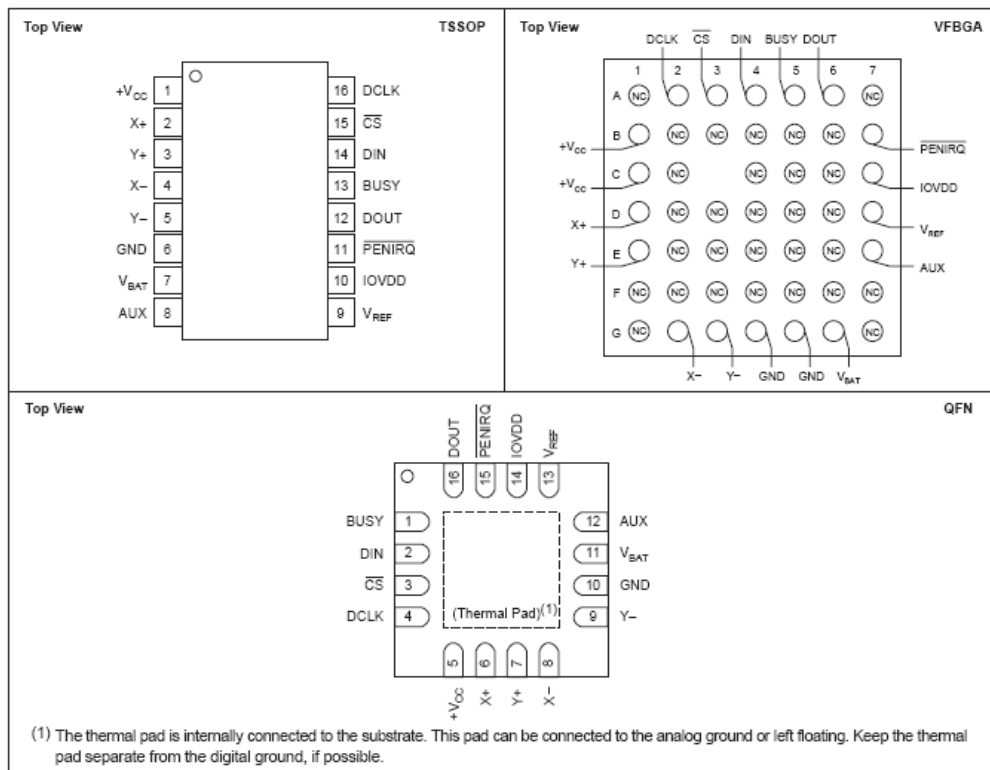 Top View TSSOP
+VCC 1 16 DCLK
X+ 2 15 CS
Y+ 3 14 DIN
X− 4 13 BUSY
Y− 5 12 DOUT
GND 6 11 PENIRQ
VBAT 7 10 IOVDD
AUX 8 9 VREF
Top View VFBGA
DCLK CS DIN BUSY DOUT
1 2 3 4 5 6 7
A NC NC
B NC NC NC NC NC
+VCC PENIRQ
C NC NC NC NC
+VCC IOVDD
D NC NC NC NC NC
X+ VREF
E NC NC NC NC NC
Y+ AUX
F NC NC NC NC NC NC NC
G NC NC
X− Y− GND GND VBAT
Top View QFN
DOUT PENIRQ IOVDD VREF
16 15 14 13
BUSY 1 12 AUX
DIN 2 11 VBAT
CS 3 10 GND
DCLK 4 (Thermal Pad)(1) 9 Y−
5 6 7 8
+VCC X+ Y+ X−
(1) The thermal pad is internally connected to the substrate. This pad can be connected to the analog ground or left floating. Keep the thermal
pad separate from the digital ground, if possible.